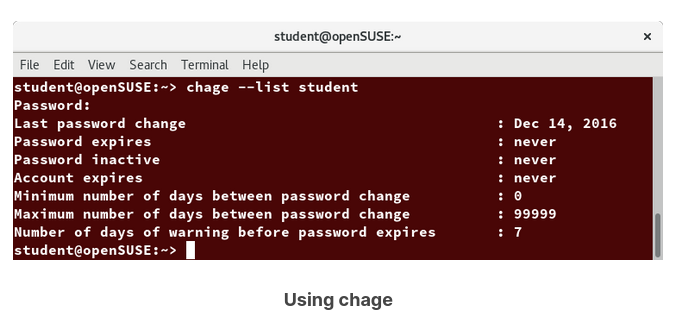 student@openSUSE:~
×
File Edit View Search Terminal Help
student@openSUSE:~> chage --list student
Password:
Last password change : Dec 14, 2016
Password expires : never
Password inactive : never
Account expires : never
Minimum number of days between password change : 0
Maximum number of days between password change : 99999
Number of days of warning before password expires : 7
student@openSUSE:~>
Using chage